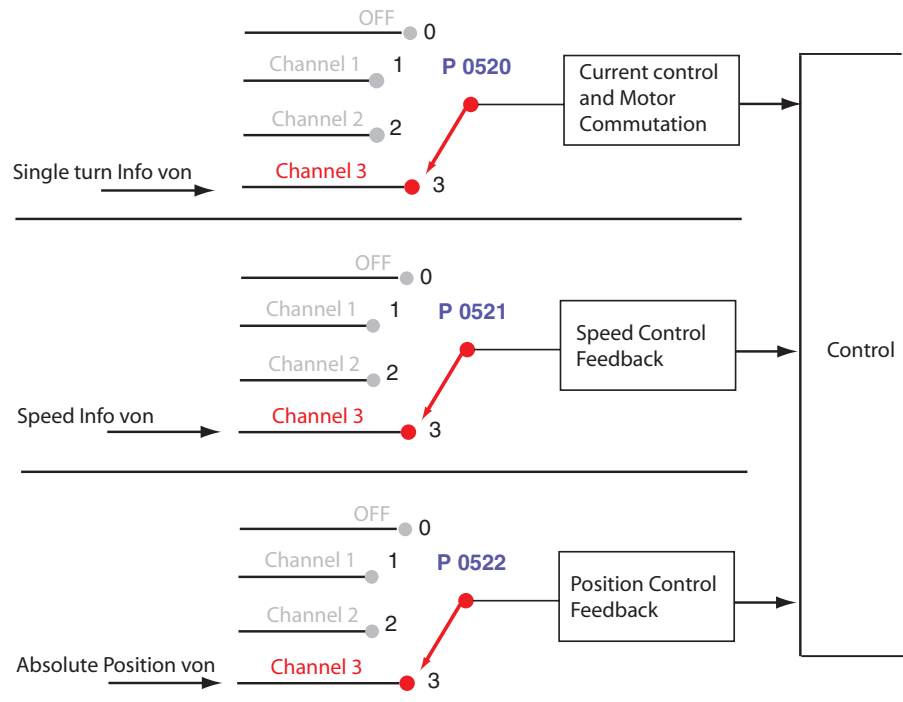 OFF
0
Channel 1
1
P 0520
Channel 2
2
Single turn Info von
Channel 3
3
Current control
and Motor
Commutation
OFF
0
Channel 1
1
P 0521
Channel 2
2
Speed Info von
Channel 3
3
Speed Control
Feedback
Control
OFF
0
Channel 1
1
P 0522
Channel 2
2
Absolute Position von
Channel 3
3
Position Control
Feedback